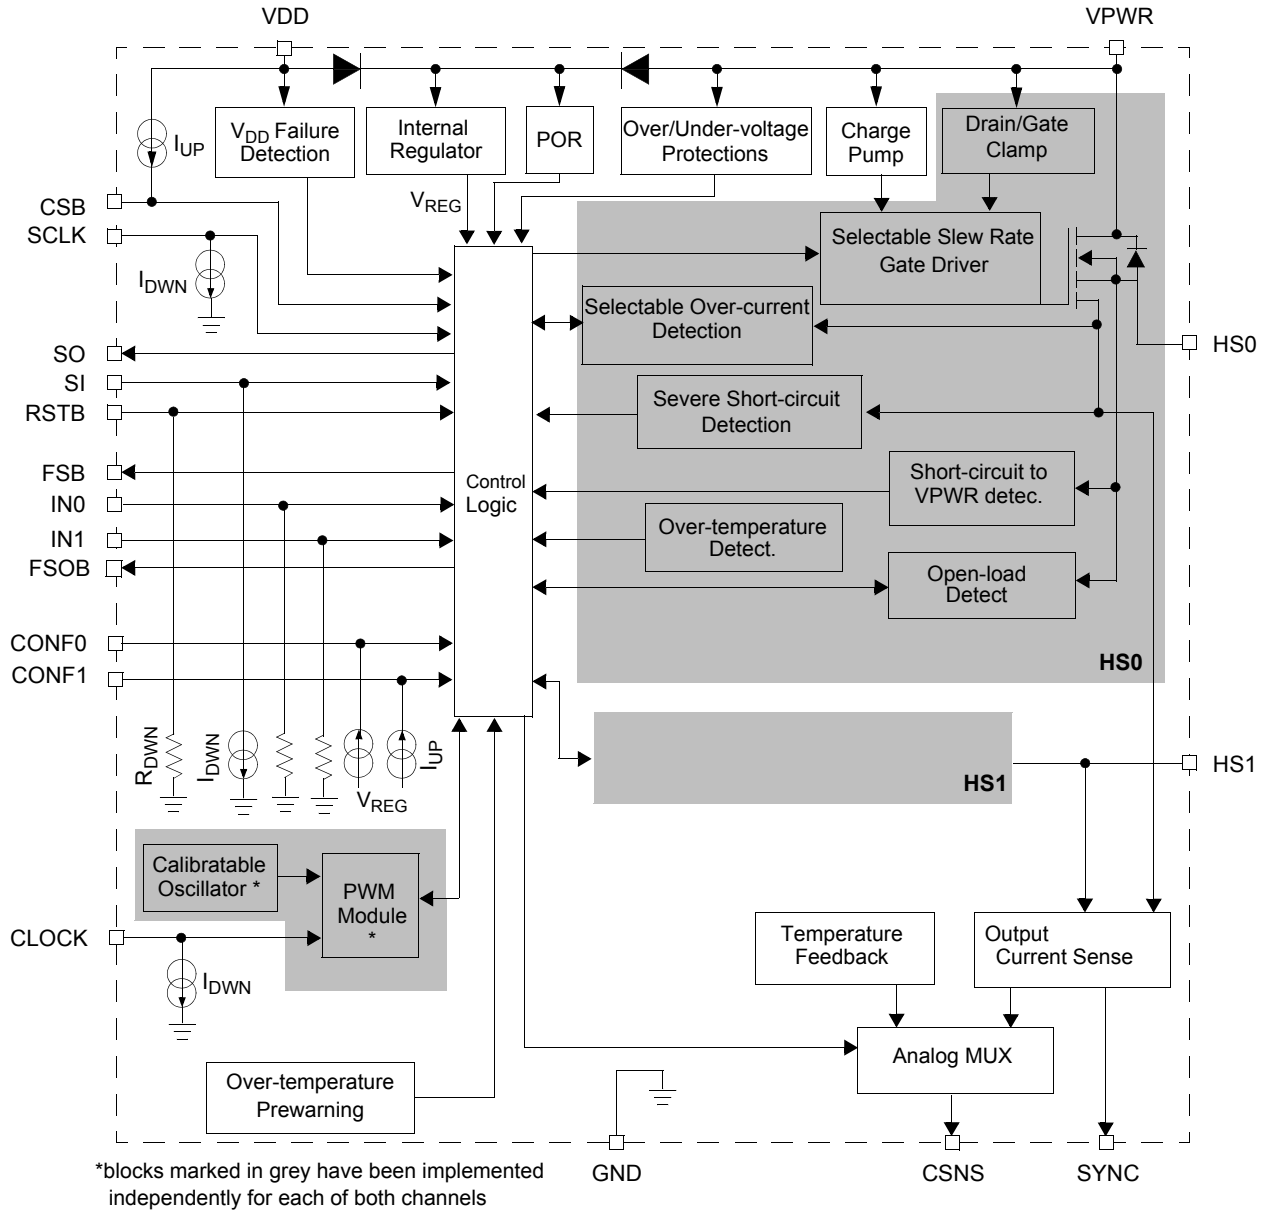 VDD
VPWR
VDD Failure
Detection
Internal
Regulator
POR
Over/Under-voltage
Protections
Charge
Pump
Drain/Gate
Clamp
IUP
VREG
CSB
SCLK
IDWN
Selectable Slew Rate
Gate Driver
Selectable Over-current
Detection
SO
HS0
SI
RSTB
Severe Short-circuit
Detection
FSB
Control
Logic
Short-circuit to
VPWR detec.
IN0
IN1
Over-temperature
Detect.
FSOB
Open-load
Detect
CONF0
HS0
CONF1
RDWN
IDWN
IUP
VREG
HS1
HS1
Calibratable
Oscillator *
PWM
Module
*
CLOCK
IDWN
Temperature
Feedback
Output
Current Sense
Analog MUX
Over-temperature
Prewarning
GND
CSNS
SYNC
*blocks marked in grey have been implemented
independently for each of both channels